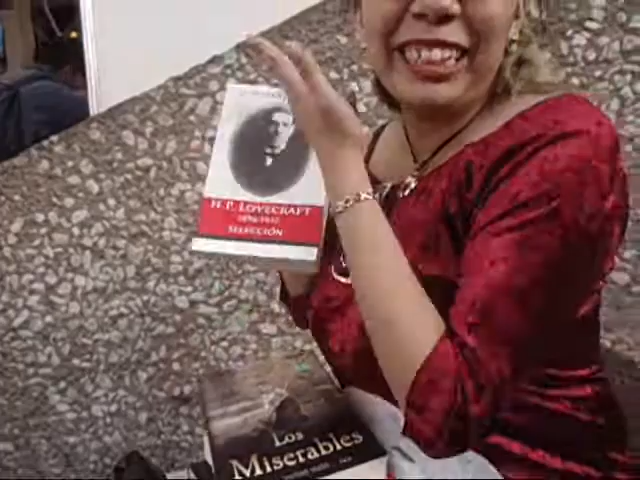 H.P. LOVECRAFT
1890-1937
SELECCIÓN
Los
Miserables